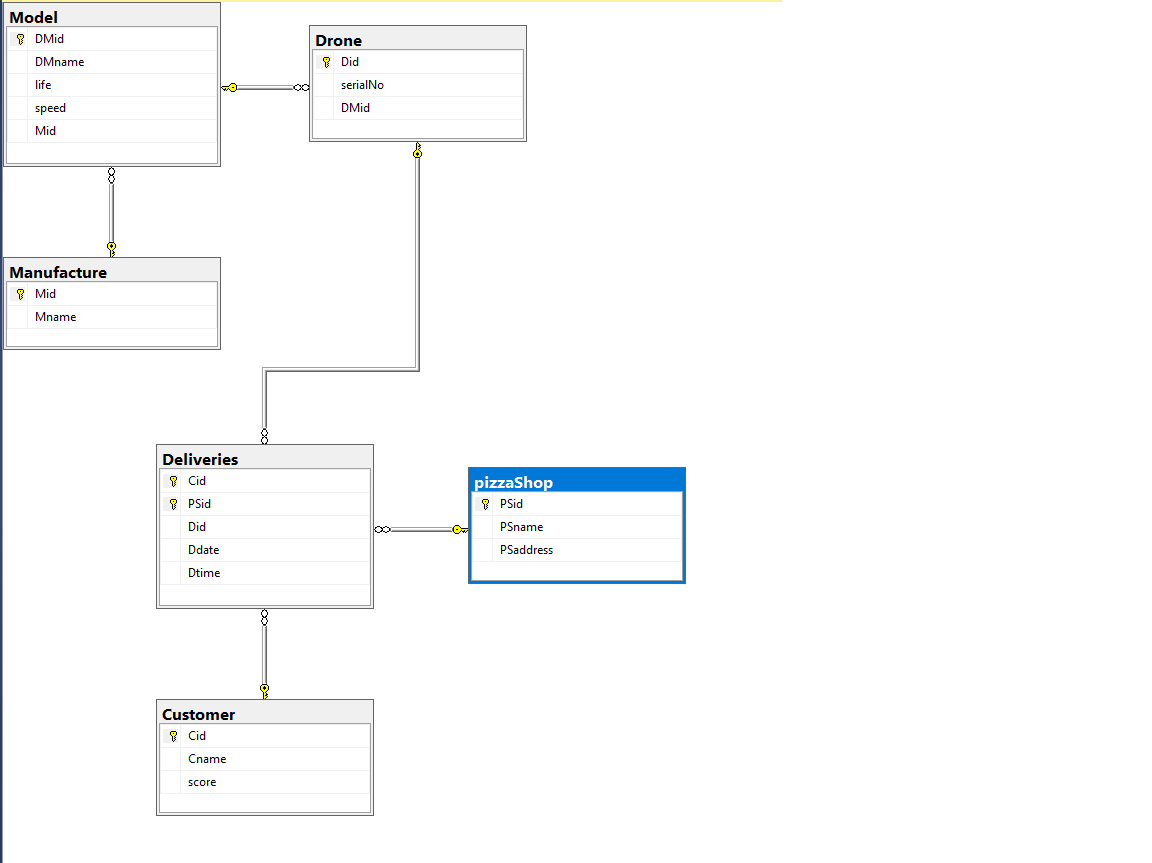 Model
DMid
DMname
life
speed
Mid
Drone
Did
serialNo
DMid
Manufacture
Mid
Mname
Deliveries
Cid
PSid
Did
Ddate
Dtime
pizzaShop
PSid
PSname
PSaddress
Customer
Cid
Cname
score